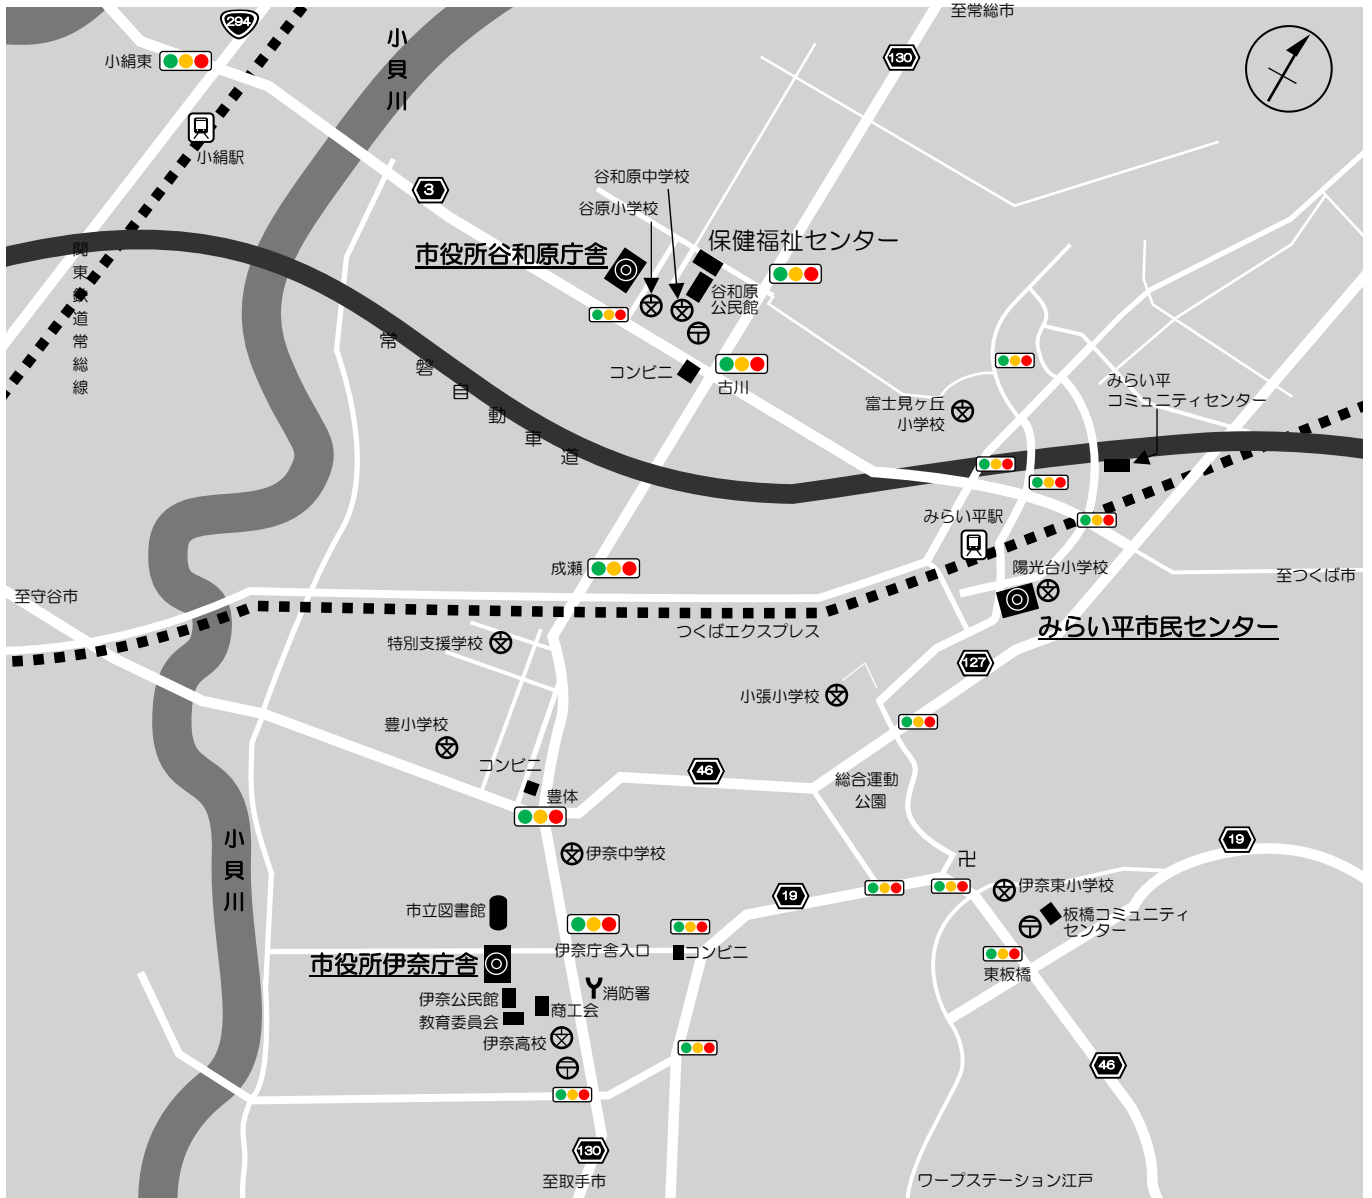 至常総市
294
小絹東
小貝川
130
小絹駅
3
谷和原中学校
谷原小学校
市役所谷和原庁舎
保健福祉センター
谷和原
公民館
関東鉄道常総線
常磐自動車道
コンビニ
古川
富士見ヶ丘
小学校
みらい平
コミュニティセンター
みらい平駅
成瀬
陽光台小学校
至つくば市
至守谷市
つくばエクスプレス
みらい平市民センター
特別支援学校
127
小張小学校
豊小学校
コンビニ
46
豊体
総合運動
公園
小貝川
伊奈中学校
卍
19
19
伊奈東小学校
市立図書館
板橋コミュニティ
センター
伊奈庁舎入口
コンビニ
市役所伊奈庁舎
東板橋
伊奈公民館
消防署
教育委員会
商工会
伊奈高校
46
130
至取手市
ワープステーション江戸